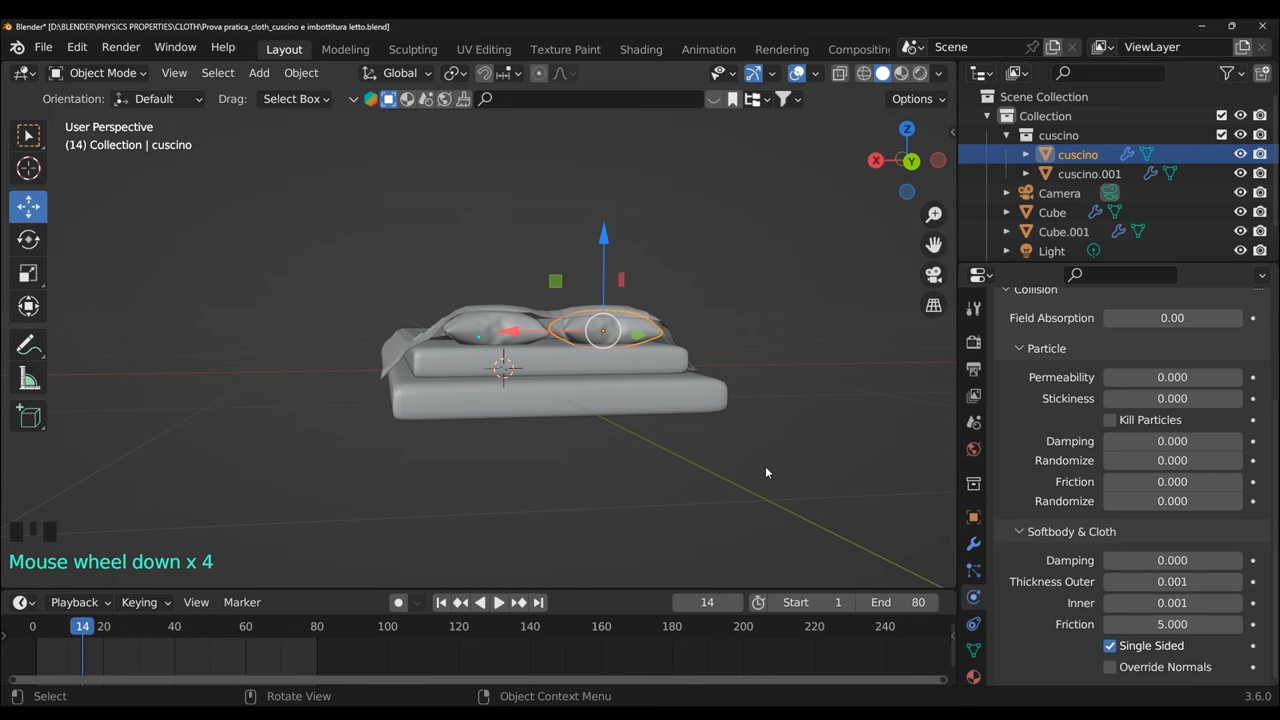 Blender* [D:\BLENDER\PHYSICS PROPERTIES\CLOTH\Prova pratica_cloth_cuscino e imbottitura letto.blend]
File Edit Render Window Help Layout Modeling Sculpting UV Editing Texture Paint Shading Animation Rendering Compositing Scene ViewLayer
Object Mode View Select Add Object Global
Orientation: Default Drag: Select Box Options
User Perspective
(14) Collection | cuscino
Z
X
Y
Scene Collection
Collection
cuscino
cuscino
cuscino.001
Camera
Cube
Cube.001
Light
Collision
Field Absorption 0.00
Particle
Permeability 0.000
Stickiness 0.000
Kill Particles
Damping 0.000
Randomize 0.000
Friction 0.000
Randomize 0.000
Softbody & Cloth
Damping 0.000
Thickness Outer 0.001
Inner 0.001
Friction 5.000
Single Sided
Override Normals
Mouse wheel down x 4
Playback Keying View Marker 14 Start 1 End 80
0 14 20 40 60 80 100 120 140 160 180 200 220 240
Select Rotate View Object Context Menu 3.6.0